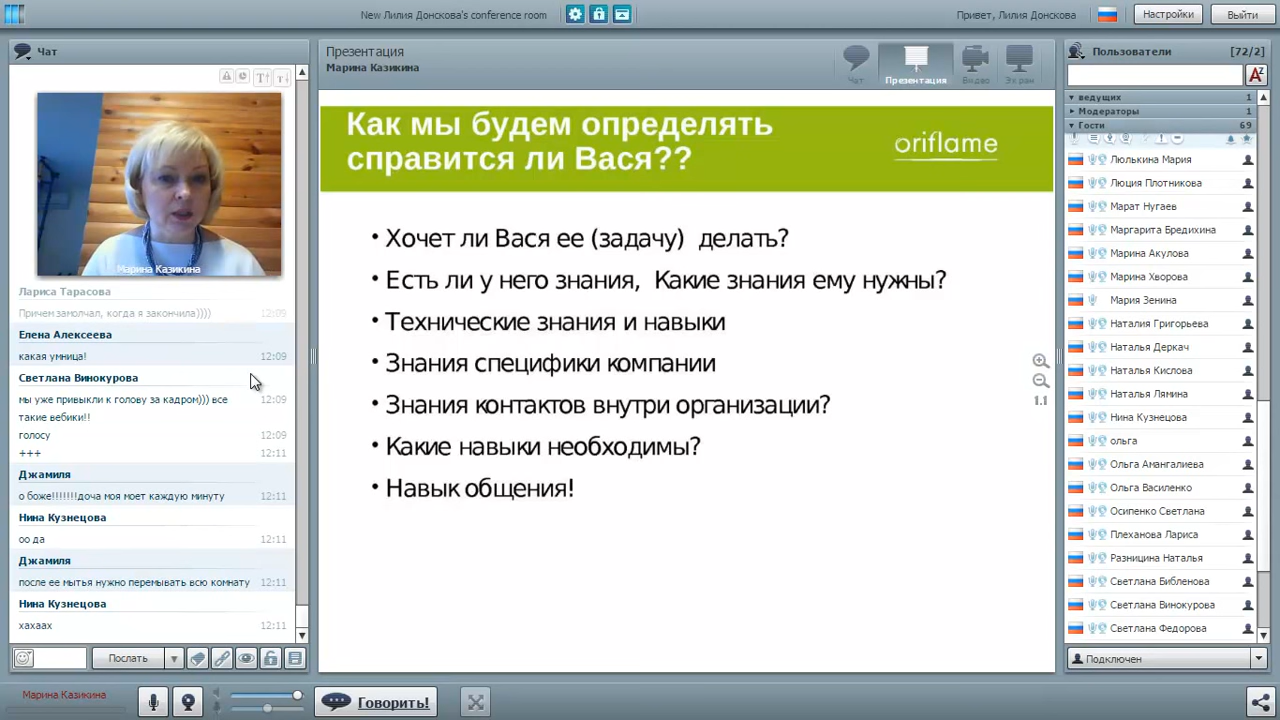 New Лилия Донскова's conference room
Привет, Лилия Донскова
Настройки
Выйти
Чат
Марина Казикина
Лариса Тарасова
Причем замолчал, когда я закончила)))) 12:09
Елена Алексеева
какая умница! 12:09
Светлана Винокурова
мы уже привыкли к голову за кадром))) все 12:09
такие вебики!!
голосу 12:09
+++ 12:11
Джамиля
о боже!!!!!!!доча моя моет каждую минуту 12:11
Нина Кузнецова
оо да 12:11
Джамиля
после ее мытья нужно перемывать всю комнату 12:11
Нина Кузнецова
хахаах 12:11
Послать
Презентация
Марина Казикина
Чат
Презентация
Видео
Экран
Как мы будем определять
справится ли Вася??
oriflame
• Хочет ли Вася ее (задачу) делать?
• Есть ли у него знания, Какие знания ему нужны?
• Технические знания и навыки
• Знания специфики компании
• Знания контактов внутри организации?
• Какие навыки необходимы?
• Навык общения!
1.1
Пользователи [72/2]
ведущих 1
Модераторы 1
Гости 69
Люлькина Мария
Люция Плотникова
Марат Нугаев
Маргарита Бредихина
Марина Акулова
Марина Хворова
Мария Зенина
Наталия Григорьева
Наталья Деркач
Наталья Кислова
Наталья Лямина
Нина Кузнецова
ольга
Ольга Амангалиева
Ольга Василенко
Осипенко Светлана
Плеханова Лариса
Разницина Наталья
Светлана Библенова
Светлана Винокурова
Светлана Федорова
Подключен
Марина Казикина
Говорить!